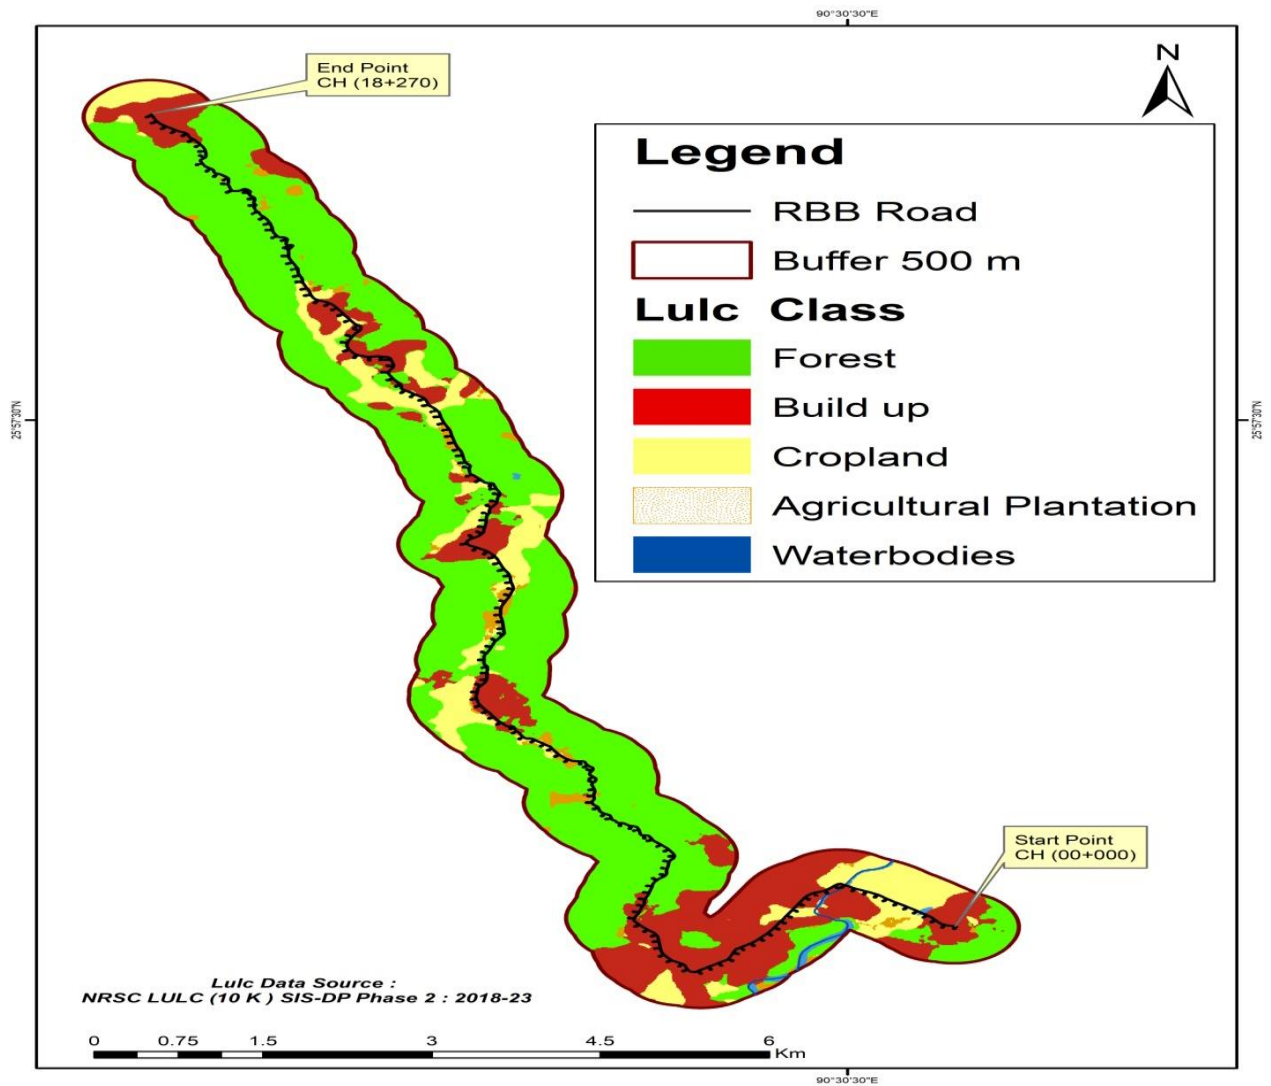 90°30'30"E
End Point
CH (18+270)
N
Legend
RBB Road
Buffer 500 m
Lulc Class
Forest
Build up
Cropland
Agricultural Plantation
Waterbodies
25°57'30"N
25°57'30"N
Start Point
CH (00+000)
Lulc Data Source :
NRSC LULC (10 K ) SIS-DP Phase 2 : 2018-23
0 0.75 1.5 3 4.5 6
Km
90°30'30"E